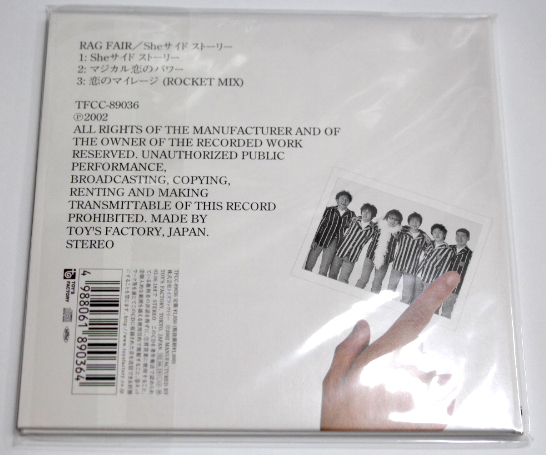 RAG FAIR／Sheサイド ストーリー
1: Sheサイド ストーリー
2: マジカル恋のパワー
3: 恋のマイレージ (ROCKET MIX)
TFCC-89036
℗2002
ALL RIGHTS OF THE MANUFACTURER AND OF
THE OWNER OF THE RECORDED WORK
RESERVED. UNAUTHORIZED PUBLIC
PERFORMANCE,
BROADCASTING, COPYING,
RENTING AND MAKING
TRANSMITTABLE OF THIS RECORD
PROHIBITED. MADE BY
TOY'S FACTORY, JAPAN.
STEREO
TOY'S
FACTORY
4 988061 890364